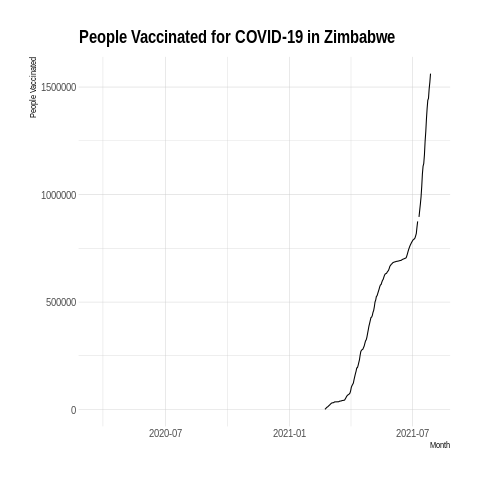 People Vaccinated for COVID-19 in Zimbabwe
People Vaccinated
1500000
1000000
500000
0
2020-07 2021-01 2021-07
Month